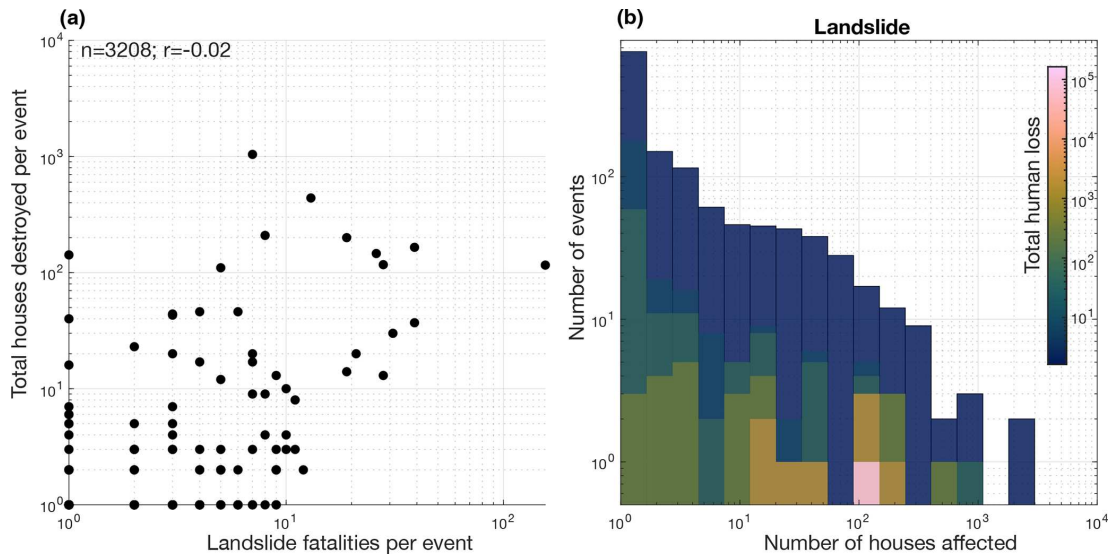 (a)
n=3208; r=-0.02
10^4
10^3
10^2
10^1
10^0
Total houses destroyed per event
10^0
10^1
10^2
Landslide fatalities per event
(b)
Landslide
10^2
10^1
10^0
Number of events
10^0
10^1
10^2
10^3
10^4
Number of houses affected
Total human loss
10^5
10^4
10^3
10^2
10^1